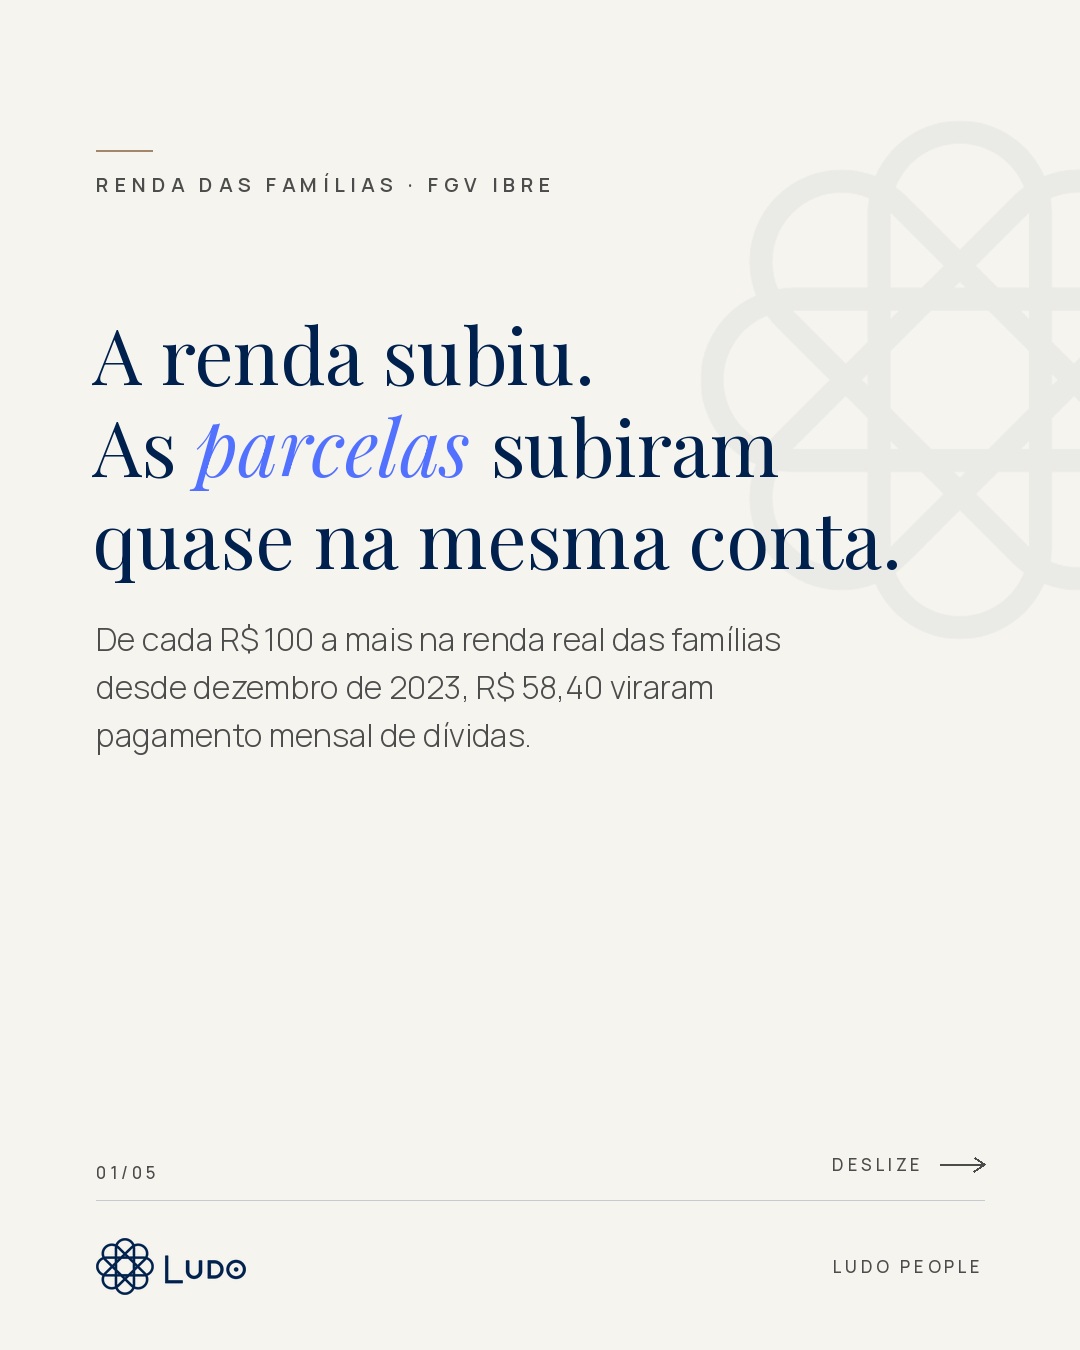 RENDA DAS FAMÍLIAS · FGV IBRE
A renda subiu.
As parcelas subiram
quase na mesma conta.
De cada R$ 100 a mais na renda real das famílias
desde dezembro de 2023, R$ 58,40 viraram
pagamento mensal de dívidas.
01/05
DESLIZE
LUDO
LUDO PEOPLE